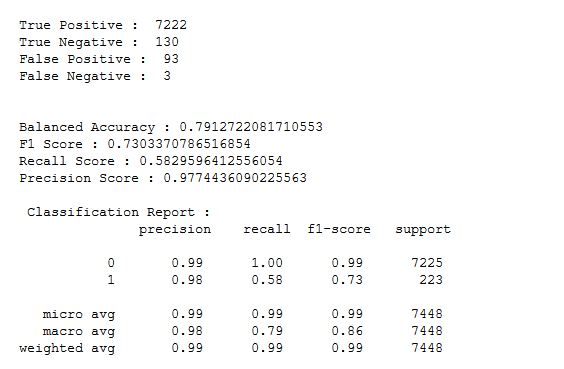 True Positive :  7222
True Negative :  130
False Positive :  93
False Negative :  3
Balanced Accuracy : 0.7912722081710553
F1 Score : 0.7303370786516854
Recall Score : 0.5829596412556054
Precision Score : 0.9774436090225563
Classification Report :
precision    recall  f1-score   support
0       0.99      1.00      0.99      7225
1       0.98      0.58      0.73       223
micro avg       0.99      0.99      0.99      7448
macro avg       0.98      0.79      0.86      7448
weighted avg       0.99      0.99      0.99      7448